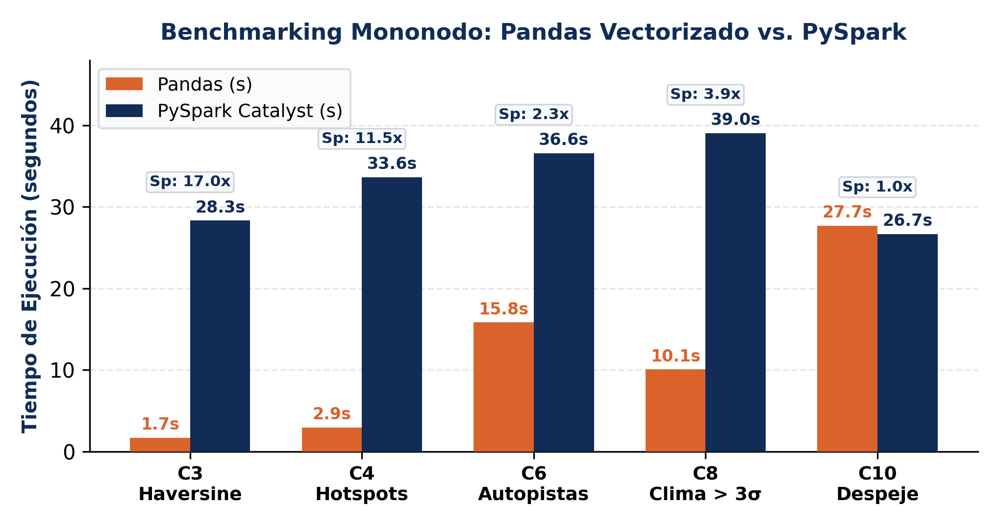 Benchmarking Mononodo: Pandas Vectorizado vs. PySpark
Pandas (s)
PySpark Catalyst (s)
Tiempo de Ejecución (segundos)
40
30
20
10
0
Sp: 17.0x
28.3s
1.7s
Sp: 11.5x
33.6s
2.9s
Sp: 2.3x
36.6s
15.8s
Sp: 3.9x
39.0s
10.1s
Sp: 1.0x
27.7s
26.7s
C3
Haversine
C4
Hotspots
C6
Autopistas
C8
Clima > 3σ
C10
Despeje